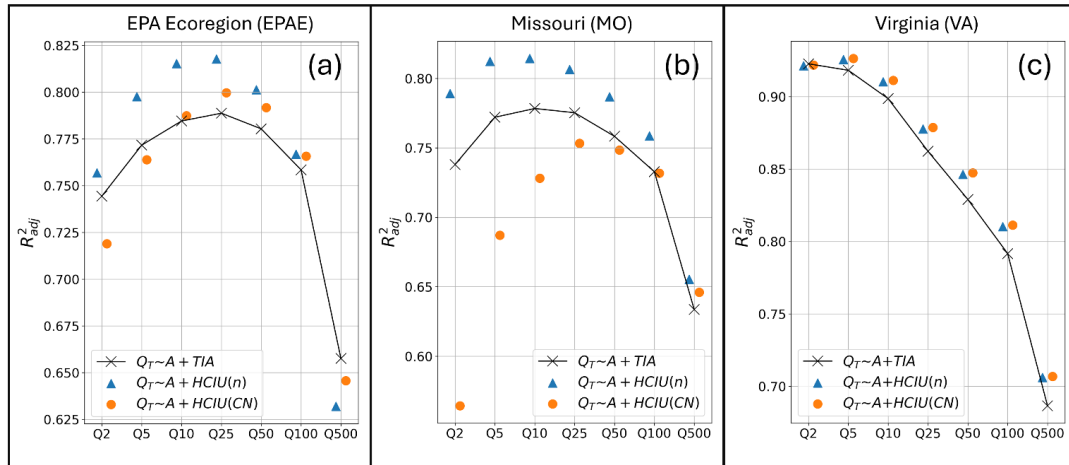 EPA Ecoregion (EPAE)
(a)
R²adj
0.825
0.800
0.775
0.750
0.725
0.700
0.675
0.650
0.625
Q_T~A + TIA
Q_T~A + HCIU(n)
Q_T~A + HCIU(CN)
Q2 Q5 Q10 Q25 Q50 Q100 Q500
Missouri (MO)
(b)
R²adj
0.80
0.75
0.70
0.65
0.60
Q_T~A + TIA
Q_T~A + HCIU(n)
Q_T~A + HCIU(CN)
Q2 Q5 Q10 Q25 Q50 Q100 Q500
Virginia (VA)
(c)
R²adj
0.90
0.85
0.80
0.75
0.70
Q_T~A+TIA
Q_T~A+HCIU(n)
Q_T~A+HCIU(CN)
Q2 Q5 Q10 Q25 Q50 Q100 Q500